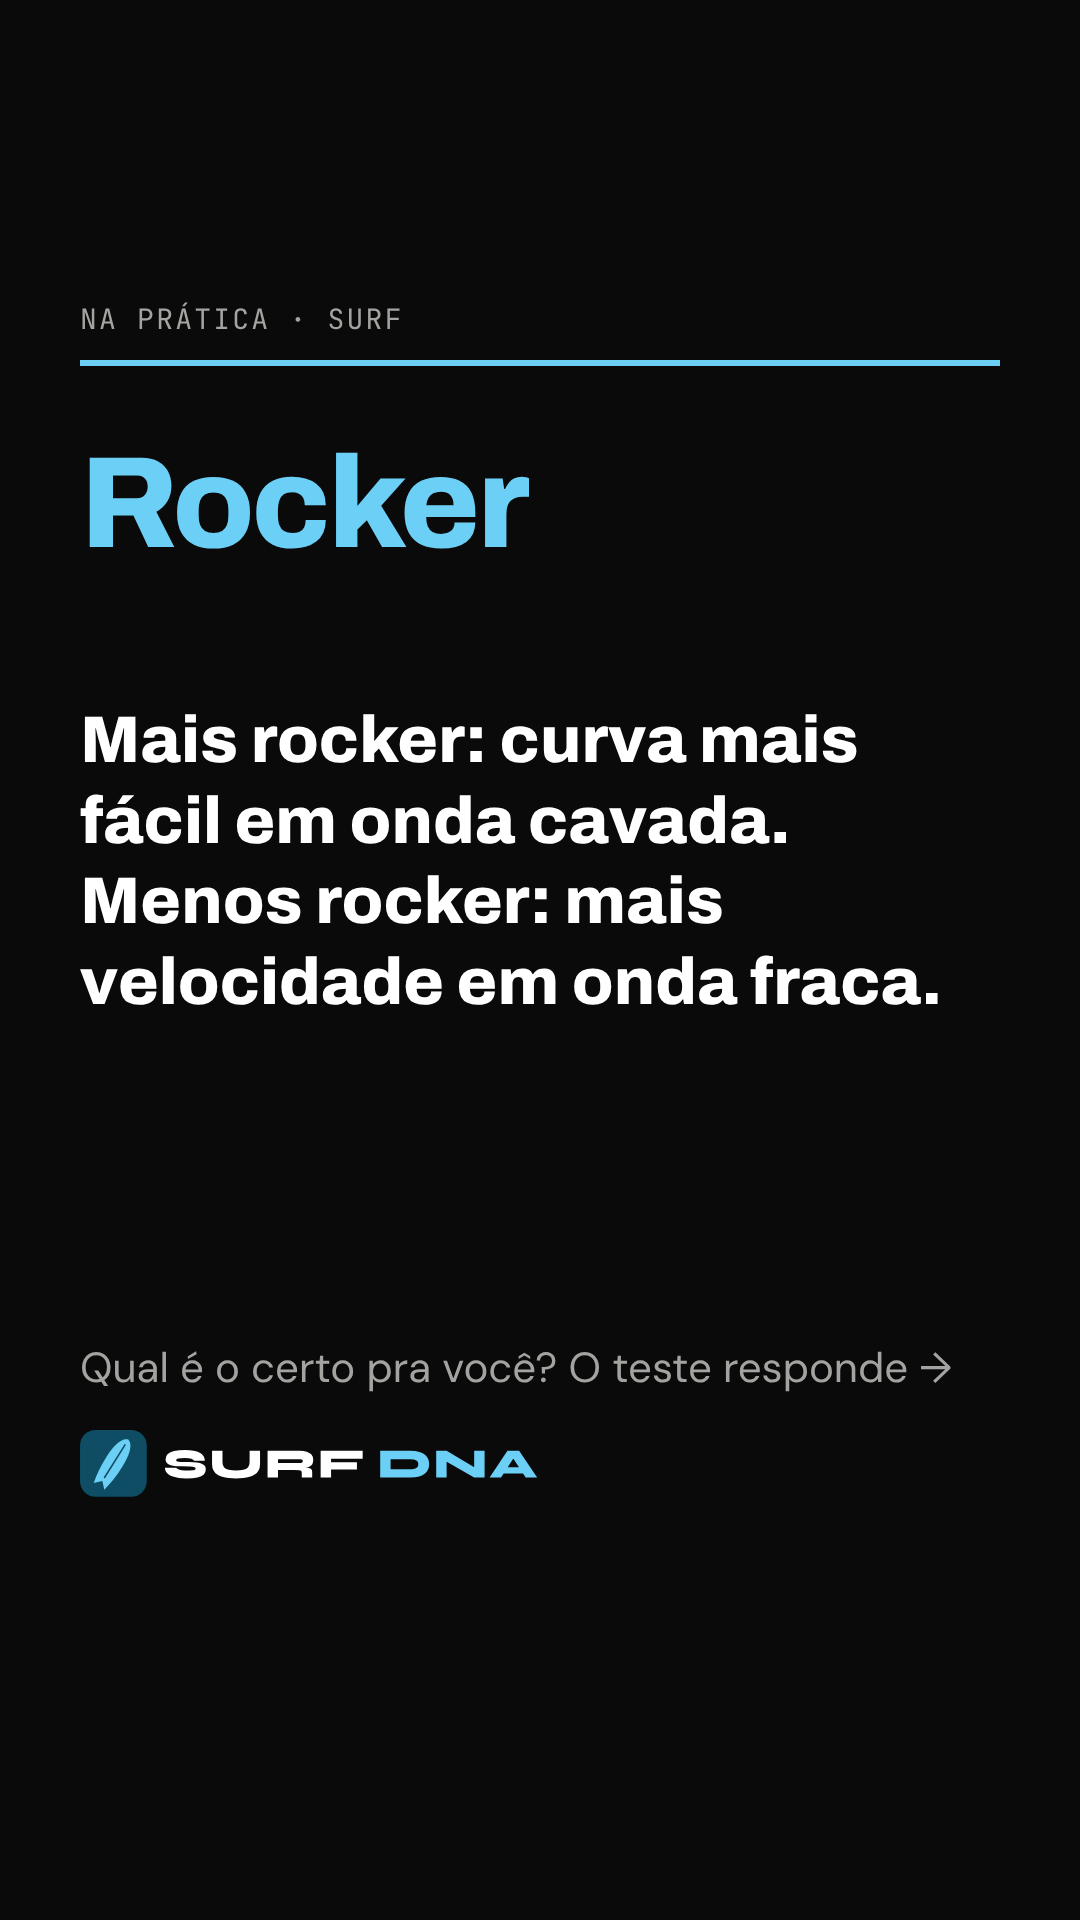 NA PRÁTICA · SURF
Rocker
Mais rocker: curva mais
fácil em onda cavada.
Menos rocker: mais
velocidade em onda fraca.
Qual é o certo pra você? O teste responde →
SURF DNA